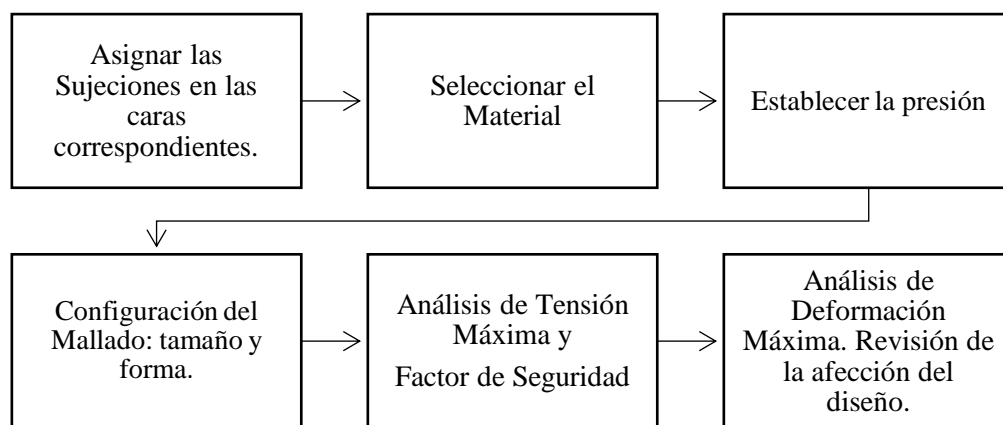 Asignar las
Sujeciones en las
caras
correspondientes.
Seleccionar el
Material
Establecer la presión
Configuración del
Mallado: tamaño y
forma.
Análisis de Tensión
Máxima y
Factor de Seguridad
Análisis de
Deformación
Máxima. Revisión de
la afección del
diseño.